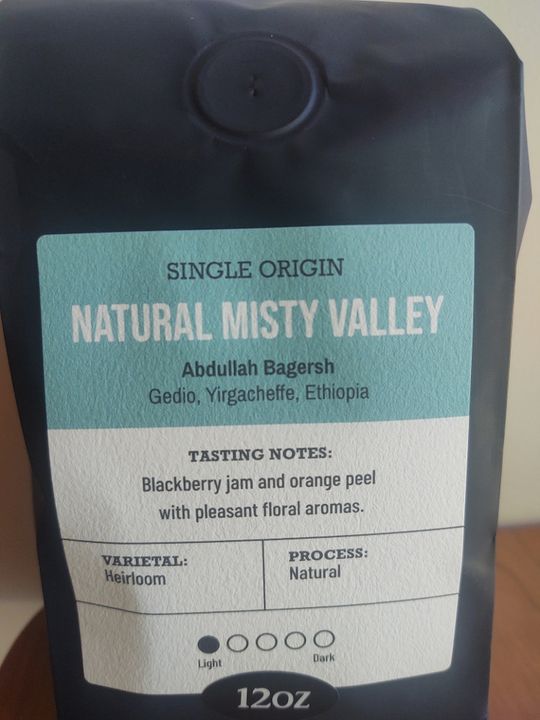 SINGLE ORIGIN
NATURAL MISTY VALLEY
Abdullah Bagersh
Gedio, Yirgacheffe, Ethiopia
TASTING NOTES:
Blackberry jam and orange peel
with pleasant floral aromas.
VARIETAL:
Heirloom
PROCESS:
Natural
Light
Dark
12OZ